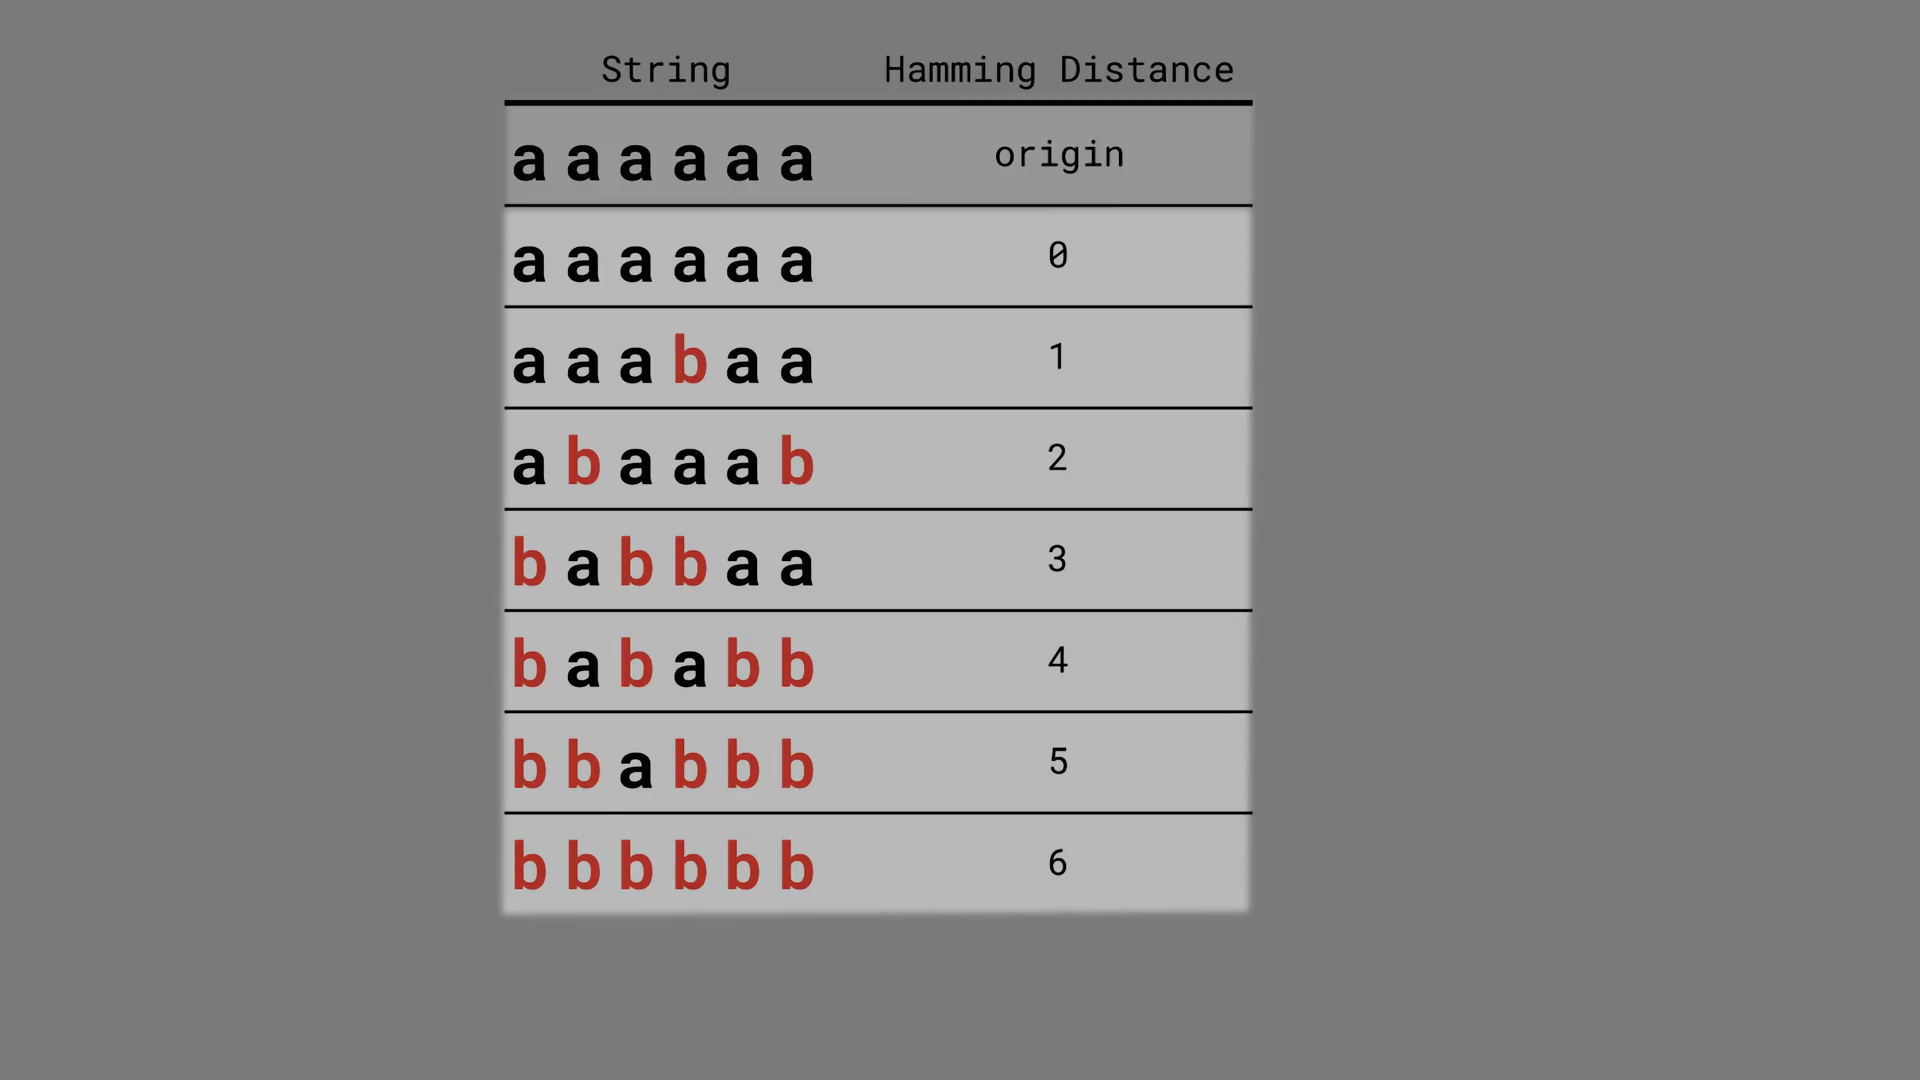 String Hamming Distance
a a a a a a origin
a a a a a a 0
a a a b a a 1
a b a a a b 2
b a b b a a 3
b a b a b b 4
b b a b b b 5
b b b b b b 6